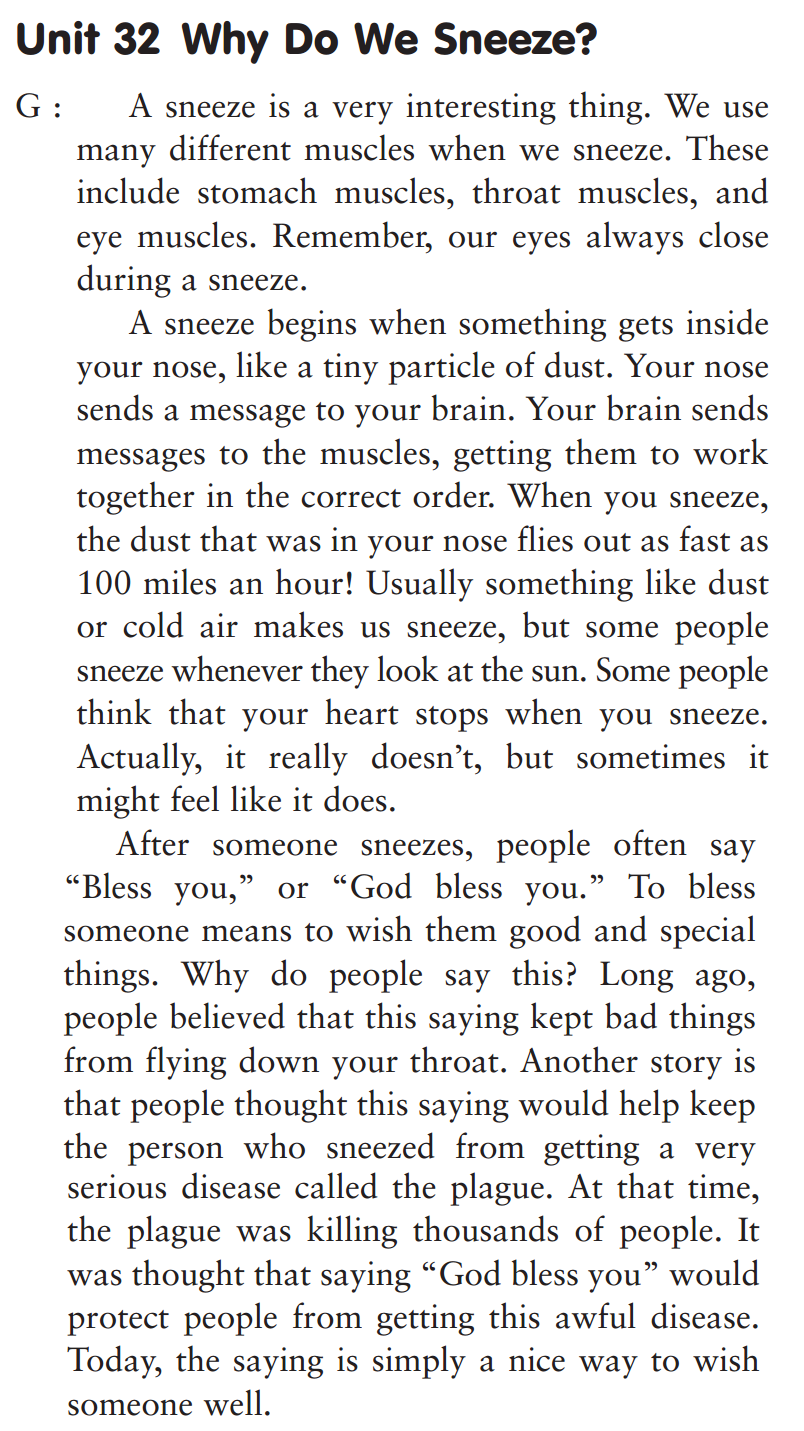 Unit 32 Why Do We Sneeze?
G : A sneeze is a very interesting thing. We use
many different muscles when we sneeze. These
include stomach muscles, throat muscles, and
eye muscles. Remember, our eyes always close
during a sneeze.
A sneeze begins when something gets inside
your nose, like a tiny particle of dust. Your nose
sends a message to your brain. Your brain sends
messages to the muscles, getting them to work
together in the correct order. When you sneeze,
the dust that was in your nose flies out as fast as
100 miles an hour! Usually something like dust
or cold air makes us sneeze, but some people
sneeze whenever they look at the sun. Some people
think that your heart stops when you sneeze.
Actually, it really doesn’t, but sometimes it
might feel like it does.
After someone sneezes, people often say
“Bless you,” or “God bless you.” To bless
someone means to wish them good and special
things. Why do people say this? Long ago,
people believed that this saying kept bad things
from flying down your throat. Another story is
that people thought this saying would help keep
the person who sneezed from getting a very
serious disease called the plague. At that time,
the plague was killing thousands of people. It
was thought that saying “God bless you” would
protect people from getting this awful disease.
Today, the saying is simply a nice way to wish
someone well.